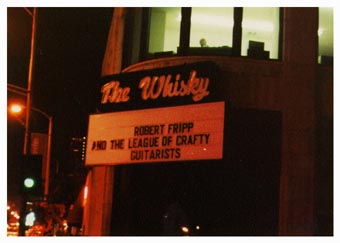 The Whisky
ROBERT FRIPP
AND THE LEAGUE OF CRAFTY
GUITARISTS